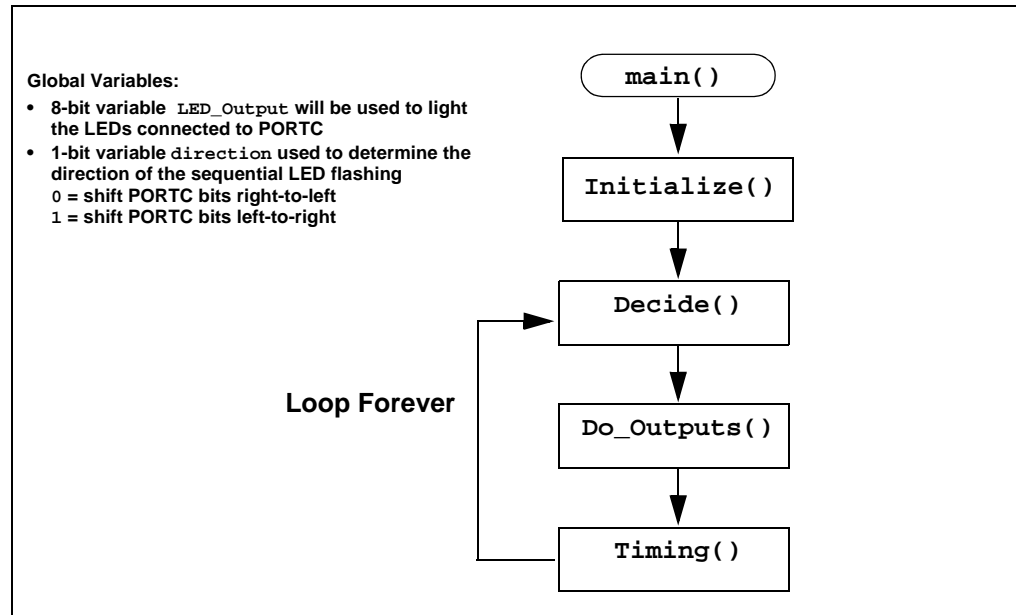 Global Variables:
• 8-bit variable LED_Output will be used to light
the LEDs connected to PORTC
• 1-bit variable direction used to determine the
direction of the sequential LED flashing
0 = shift PORTC bits right-to-left
1 = shift PORTC bits left-to-right
main()
Initialize()
Decide()
Loop Forever
Do_Outputs()
Timing()